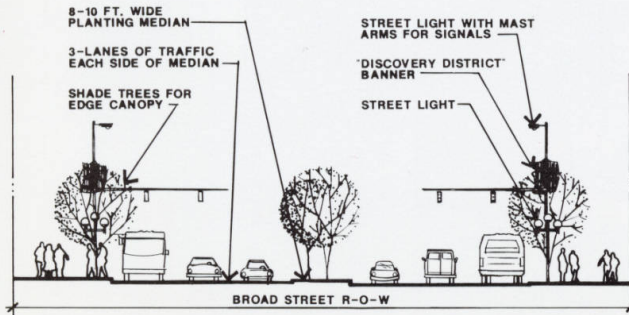 8-10 FT. WIDE
PLANTING MEDIAN
3-LANES OF TRAFFIC
EACH SIDE OF MEDIAN
SHADE TREES FOR
EDGE CANOPY
STREET LIGHT WITH MAST
ARMS FOR SIGNALS
"DISCOVERY DISTRICT"
BANNER
STREET LIGHT
BROAD STREET R-O-W